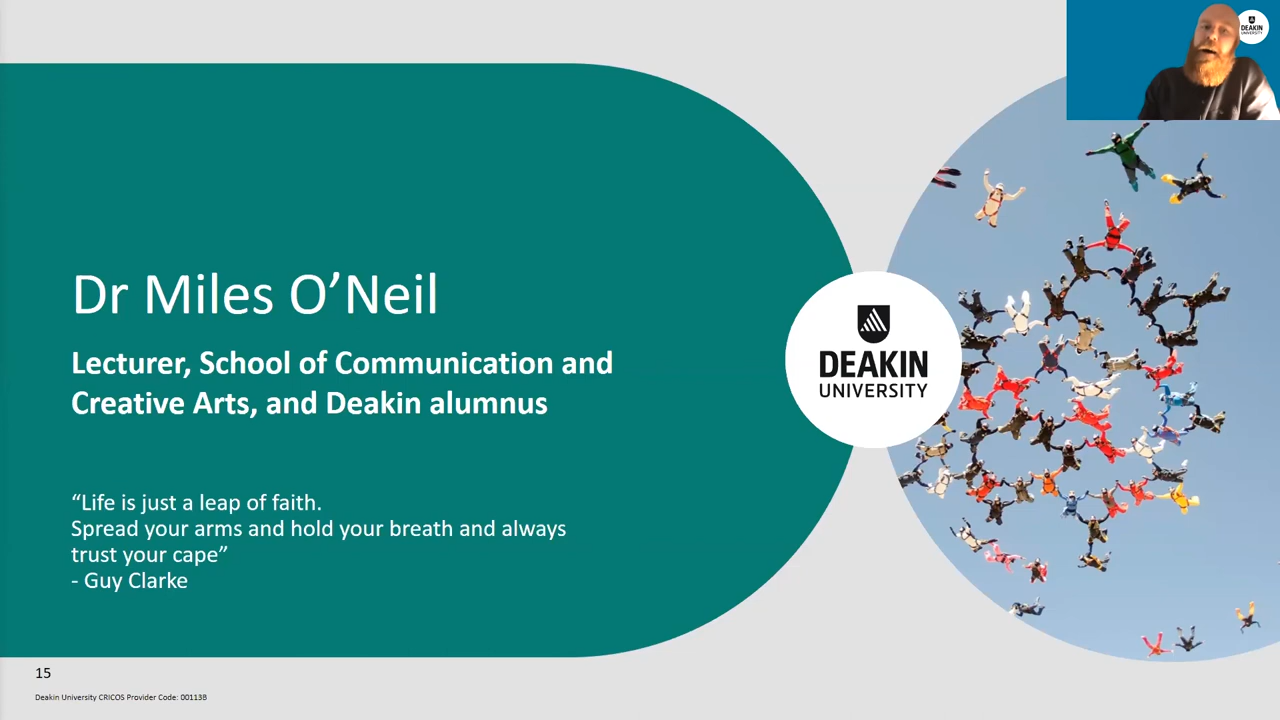 DEAKIN
UNIVERSITY
Dr Miles O’Neil
Lecturer, School of Communication and
Creative Arts, and Deakin alumnus
DEAKIN
UNIVERSITY
“Life is just a leap of faith.
Spread your arms and hold your breath and always
trust your cape”
- Guy Clarke
15
Deakin University CRICOS Provider Code: 00113B